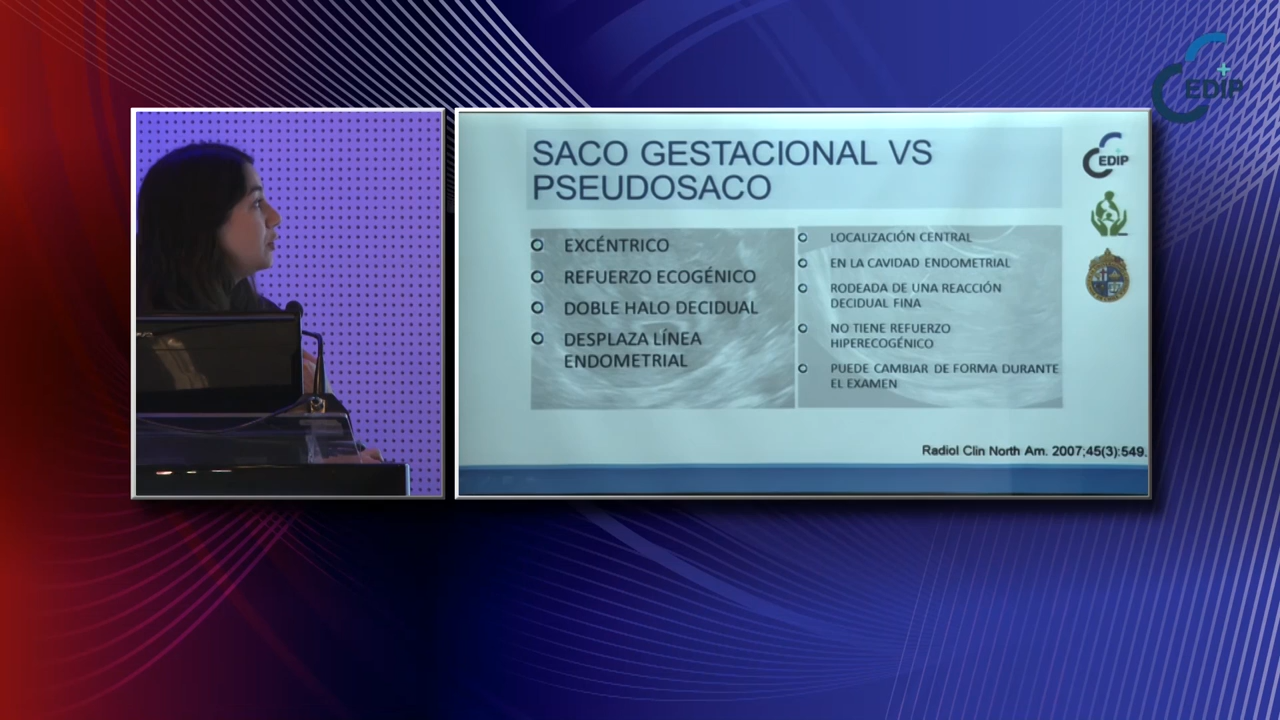 CEDIP
SACO GESTACIONAL VS
PSEUDOSACO
CEDIP
EXCÉNTRICO
REFUERZO ECOGÉNICO
DOBLE HALO DECIDUAL
DESPLAZA LÍNEA
ENDOMETRIAL
LOCALIZACIÓN CENTRAL
EN LA CAVIDAD ENDOMETRIAL
RODEADA DE UNA REACCIÓN
DECIDUAL FINA
NO TIENE REFUERZO
HIPERECOGÉNICO
PUEDE CAMBIAR DE FORMA DURANTE
EL EXAMEN
Radiol Clin North Am. 2007;45(3):549.